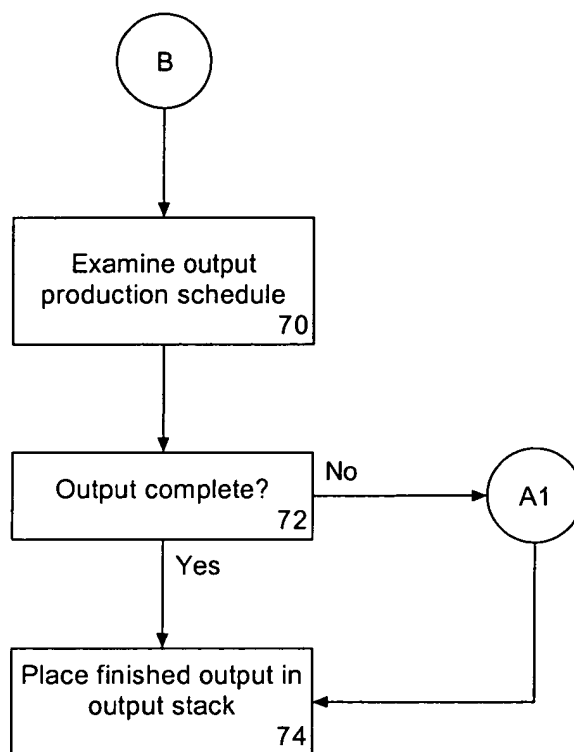 B
Examine output
production schedule
70
Output complete?
72
No
A1
Yes
Place finished output in
output stack
74